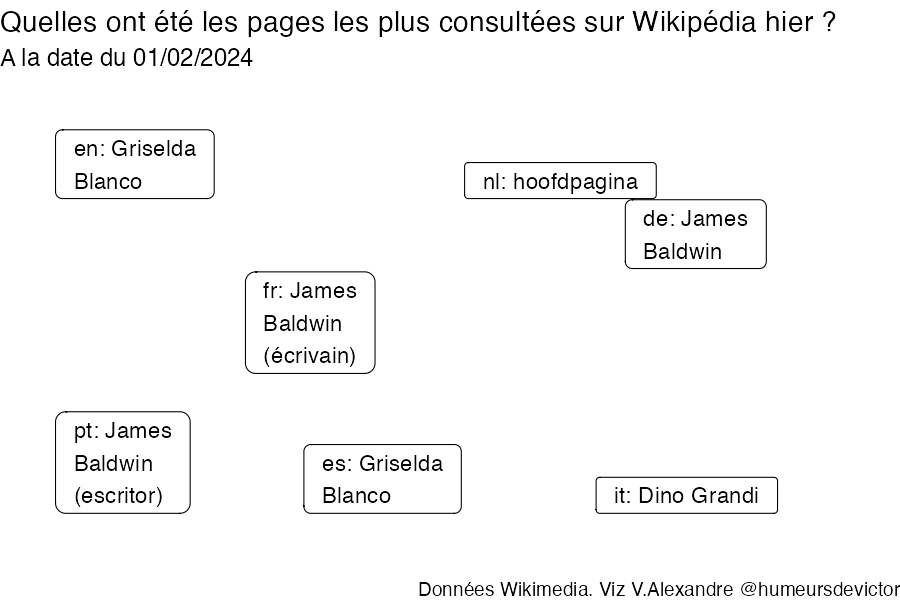 Quelles ont été les pages les plus consultées sur Wikipédia hier ?
A la date du 01/02/2024
en: Griselda
Blanco
nl: hoofdpagina
de: James
Baldwin
fr: James
Baldwin
(écrivain)
pt: James
Baldwin
(escritor)
es: Griselda
Blanco
it: Dino Grandi
Données Wikimedia. Viz V.Alexandre @humeursdevictor